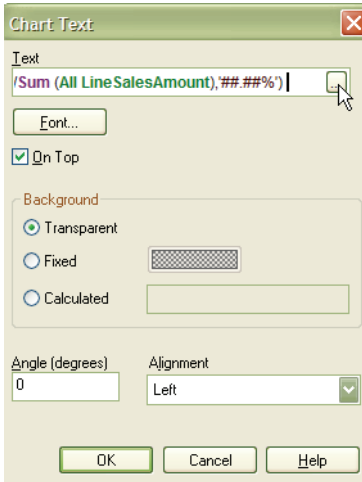 Chart Text
Text
/Sum (All LineSalesAmount),'##.##%')
...
Font...
On Top
Background
Transparent
Fixed
Calculated
Angle (degrees) Alignment
0 Left
OK Cancel Help